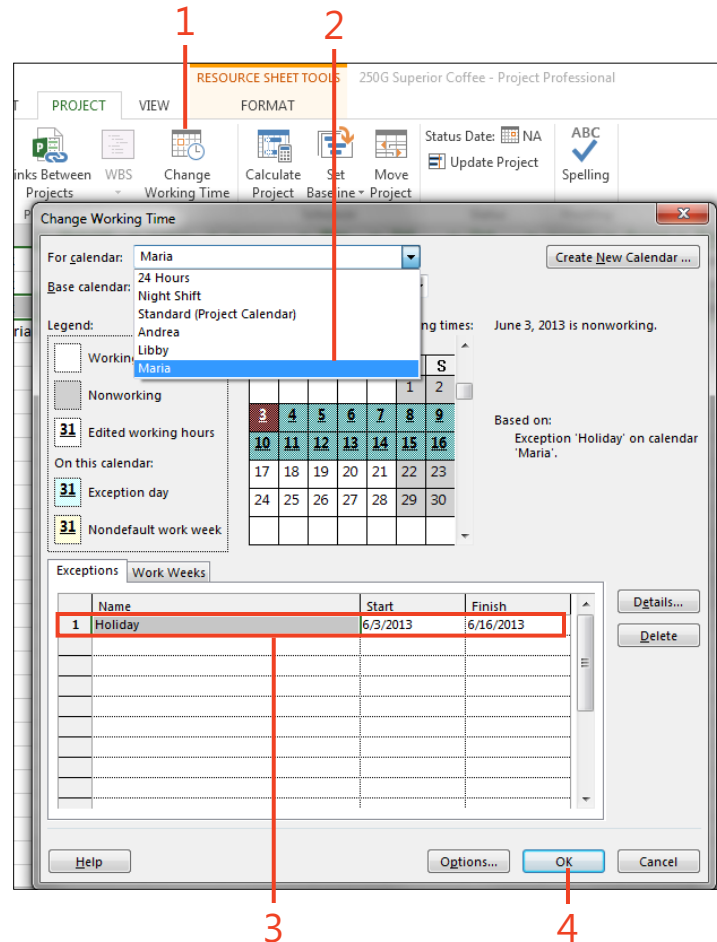 1
2
RESOURCE SHEET TOOLS 250G Superior Coffee - Project Professional
T PROJECT VIEW FORMAT
Status Date: NA
Update Project
ABC
Spelling
inks Between WBS Change Calculate Set Move
Projects Working Time Project Baseline Project
Change Working Time
For calendar: Maria
Create New Calendar ...
24 Hours
Base calendar:
Night Shift
Standard (Project Calendar)
Andrea
Libby
Maria
Legend:
ng times: June 3, 2013 is nonworking.
ria
Workin
S
Nonworking
1 2
31 Edited working hours
3 4 5 6 7 8 9
10 11 12 13 14 15 16
17 18 19 20 21 22 23
24 25 26 27 28 29 30
Based on:
Exception 'Holiday' on calendar
'Maria'.
On this calendar:
31 Exception day
31 Nondefault work week
Exceptions Work Weeks
Name Start Finish
1 Holiday 6/3/2013 6/16/2013
Details...
Delete
Help Options... OK Cancel
3
4